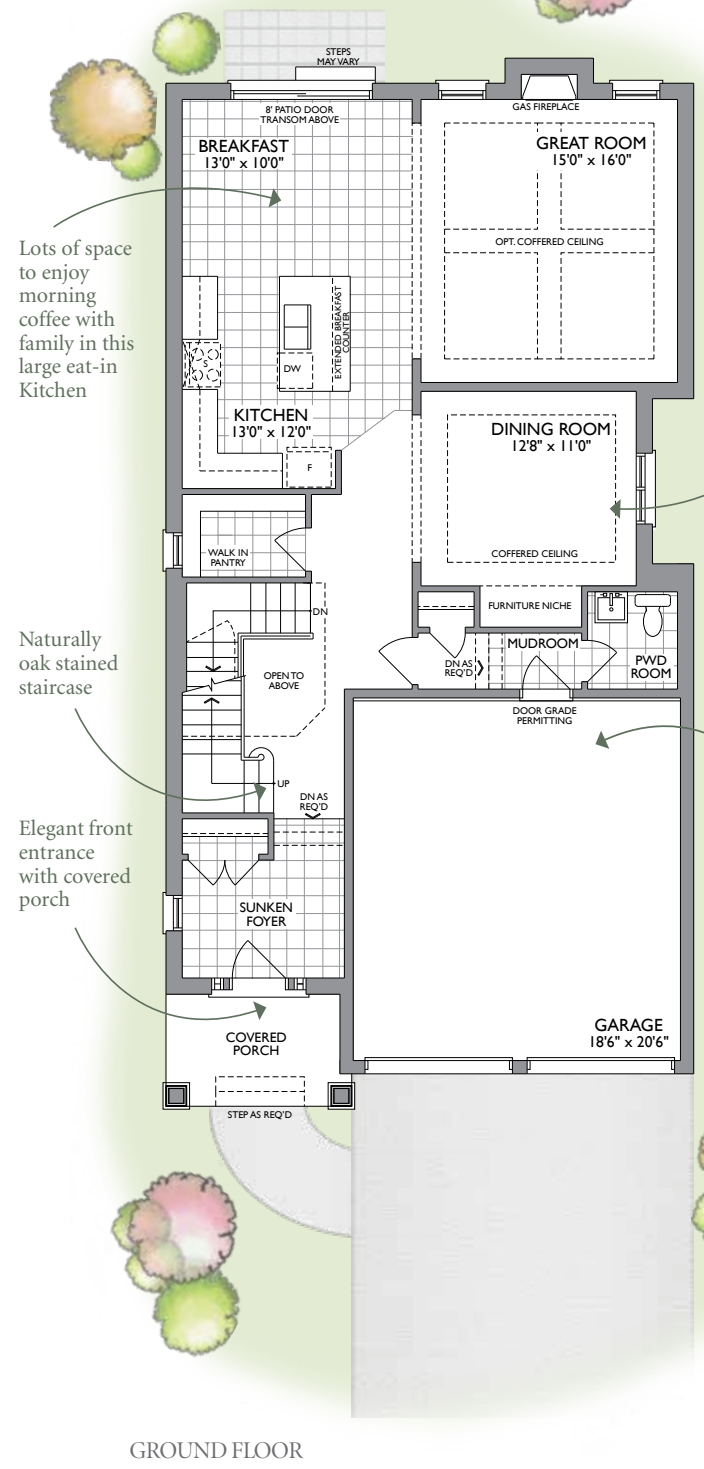 STEPS
MAY VARY
8' PATIO DOOR
TRANSOM ABOVE
BREAKFAST
13'0" x 10'0"
GAS FIREPLACE
GREAT ROOM
15'0" x 16'0"
OPT. COFFERED CEILING
Lots of space
to enjoy
morning
coffee with
family in this
large eat-in
Kitchen
EXTENDED BREAKFAST
COUNTER
S
DW
KITCHEN
13'0" x 12'0"
F
DINING ROOM
12'8" x 11'0"
COFFERED CEILING
WALK IN
PANTRY
FURNITURE NICHE
DN
MUDROOM
DN AS
REQ'D
PWD
ROOM
Naturally
oak stained
staircase
OPEN TO
ABOVE
DOOR GRADE
PERMITTING
UP
DN AS
REQ'D
Elegant front
entrance
with covered
porch
SUNKEN
FOYER
COVERED
PORCH
GARAGE
18'6" x 20'6"
STEP AS REQ'D
GROUND FLOOR